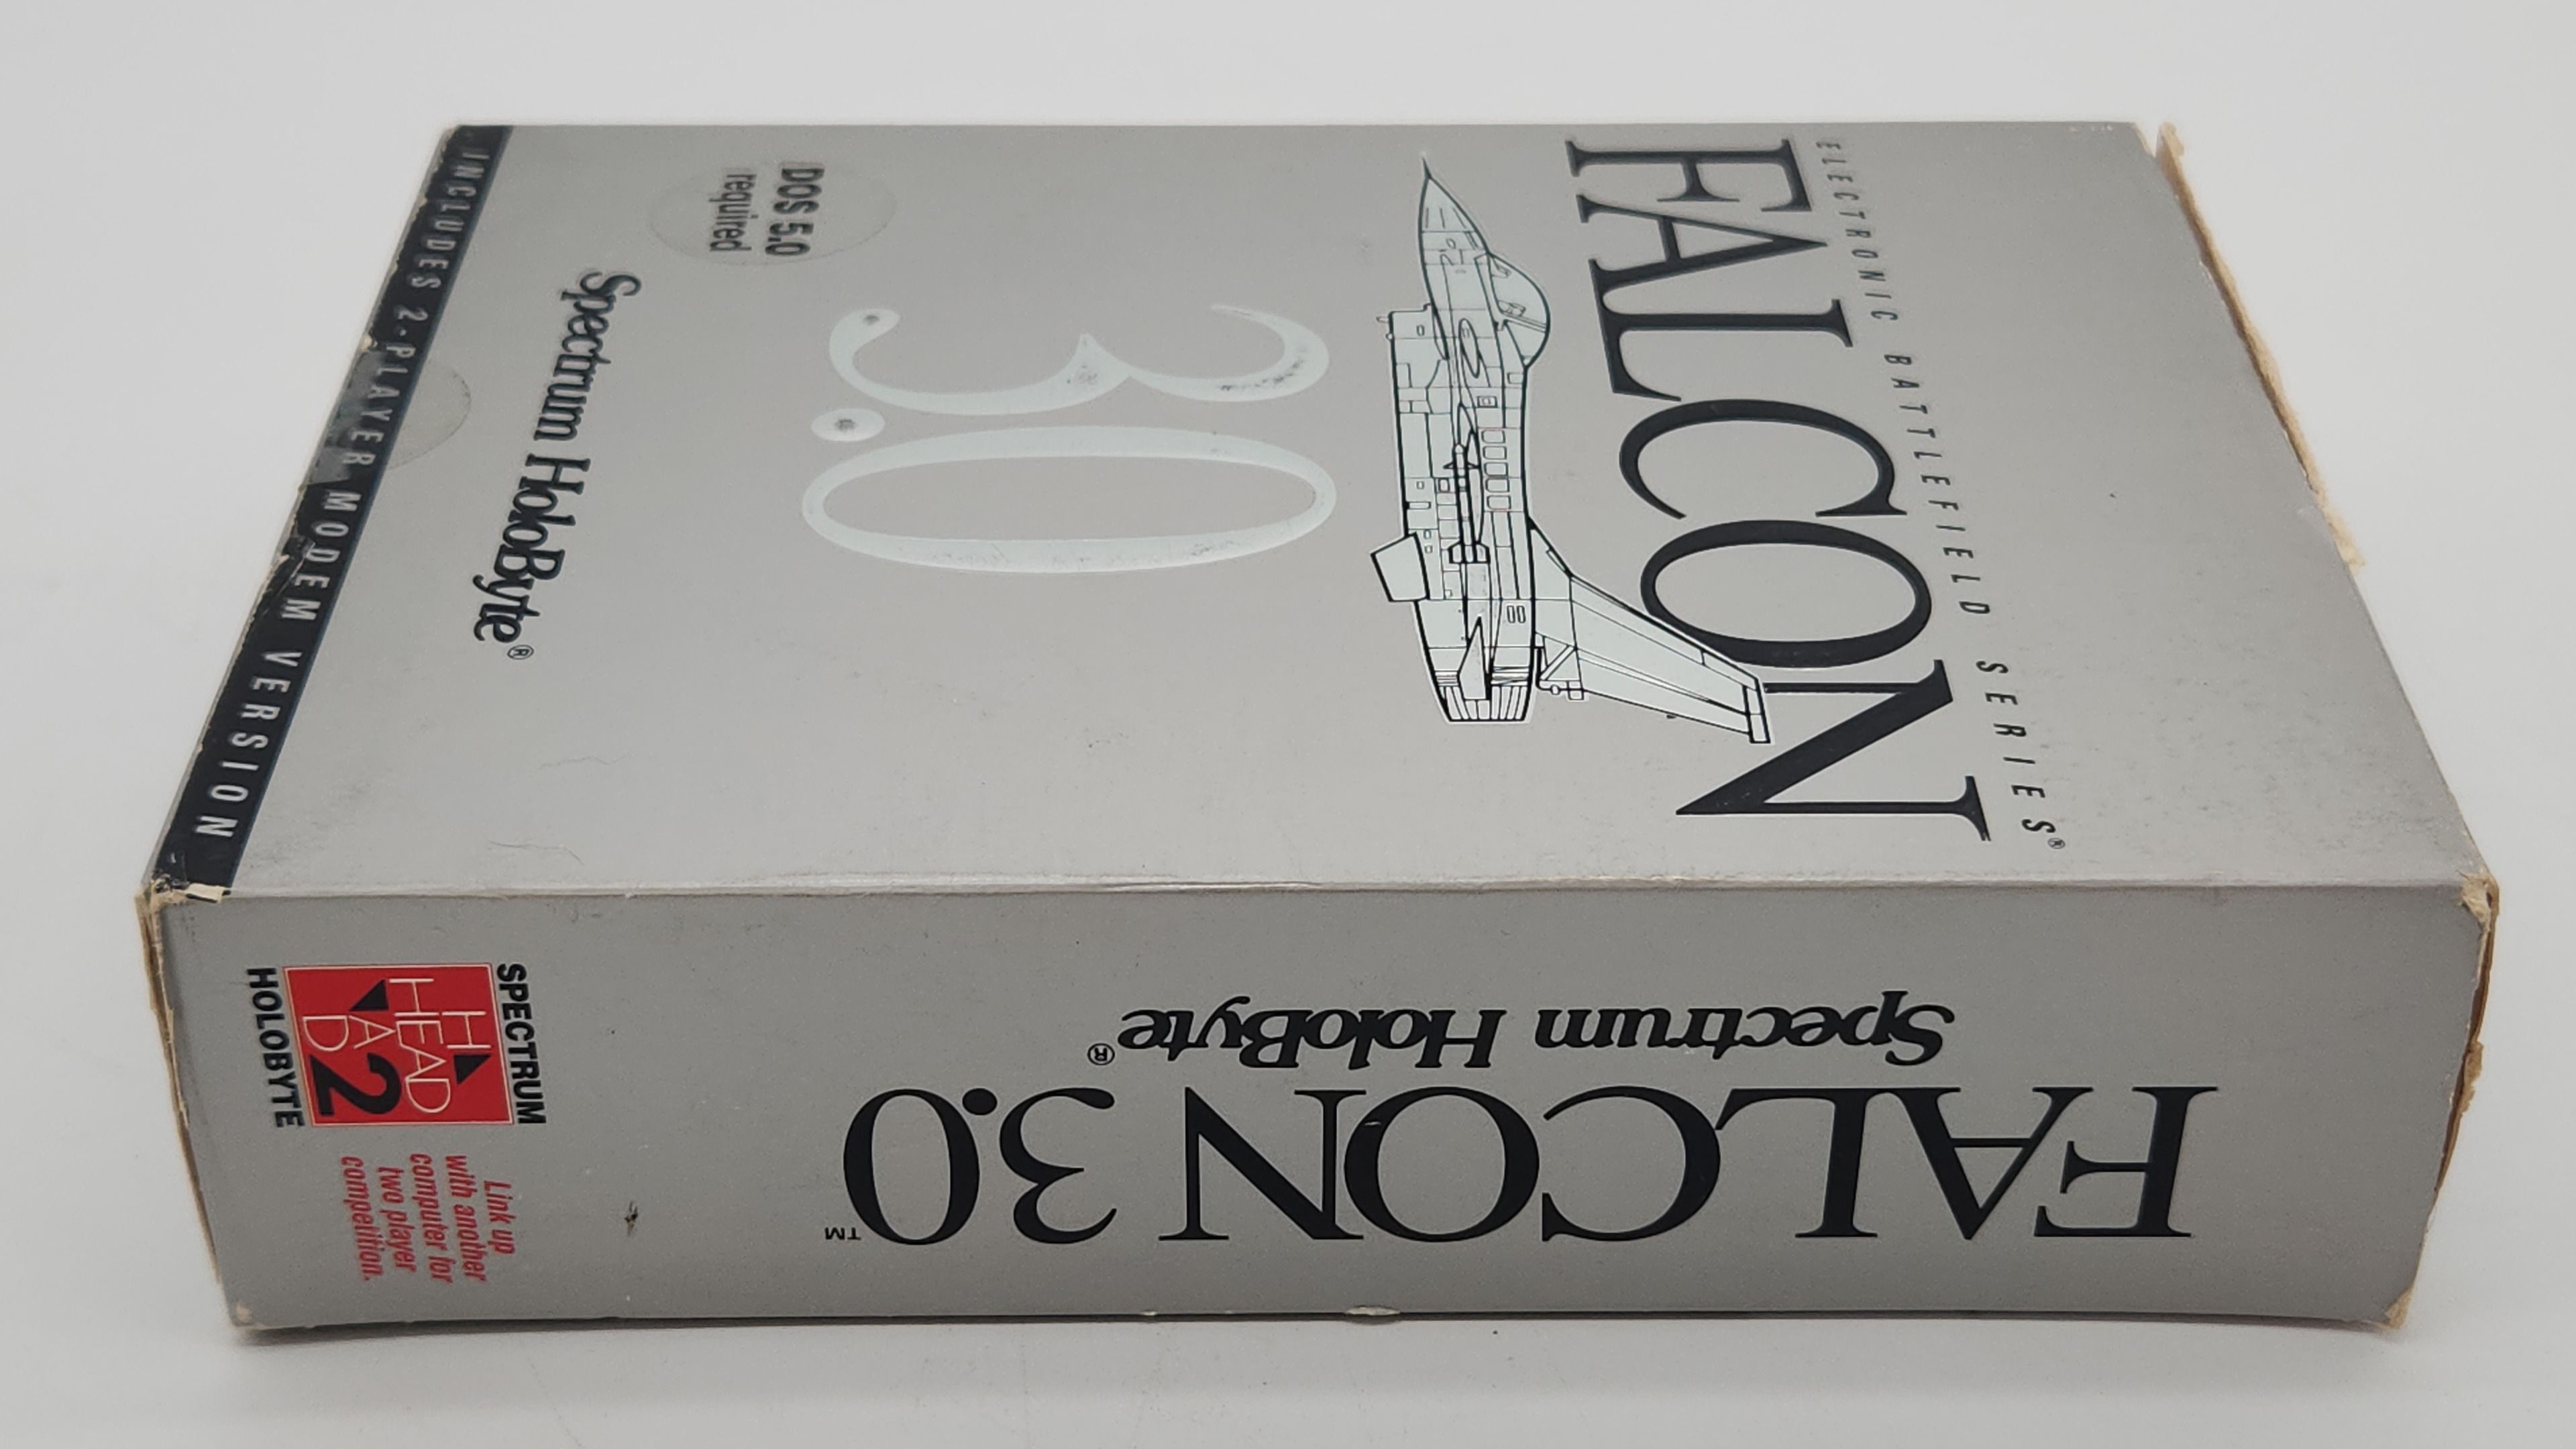 ELECTRONIC BATTLEFIELD SERIES®
FALCON
3.0
DOS 5.0
required
Spectrum HoloByte®
INCLUDES 2-PLAYER MODEM VERSION
FALCON 3.0™
Spectrum HoloByte®
SPECTRUM
HEAD 2
HEAD
HOLOBYTE
Link up
with another
computer for
two player
competition.